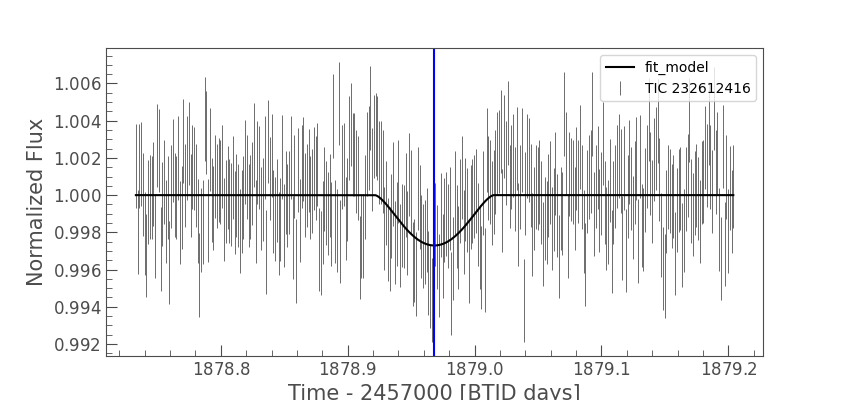 Normalized Flux
1.006
1.004
1.002
1.000
0.998
0.996
0.994
0.992
fit_model
TIC 232612416
1878.8 1878.9 1879.0 1879.1 1879.2
Time - 2457000 [BTJD days]